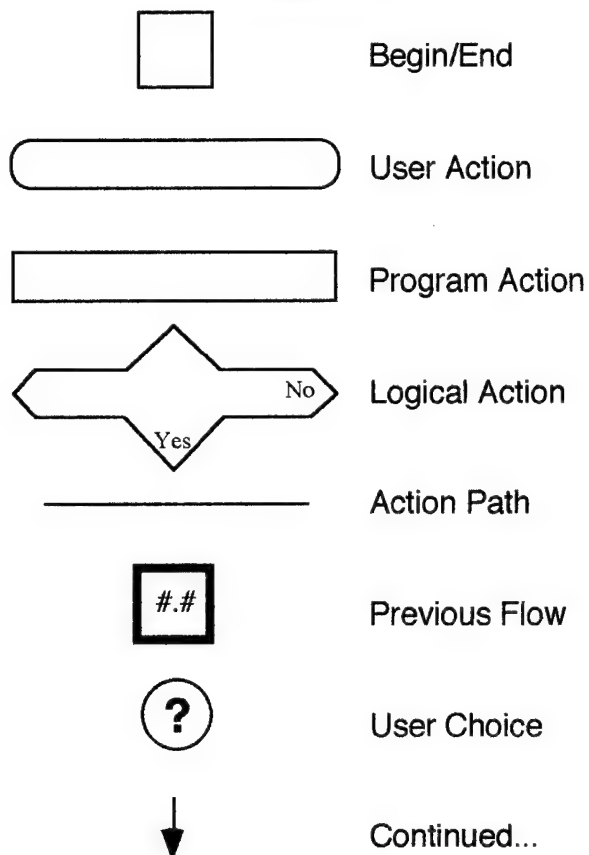 Begin/End
User Action
Program Action
No
Logical Action
Yes
Action Path
#.#
Previous Flow
?
User Choice
Continued...